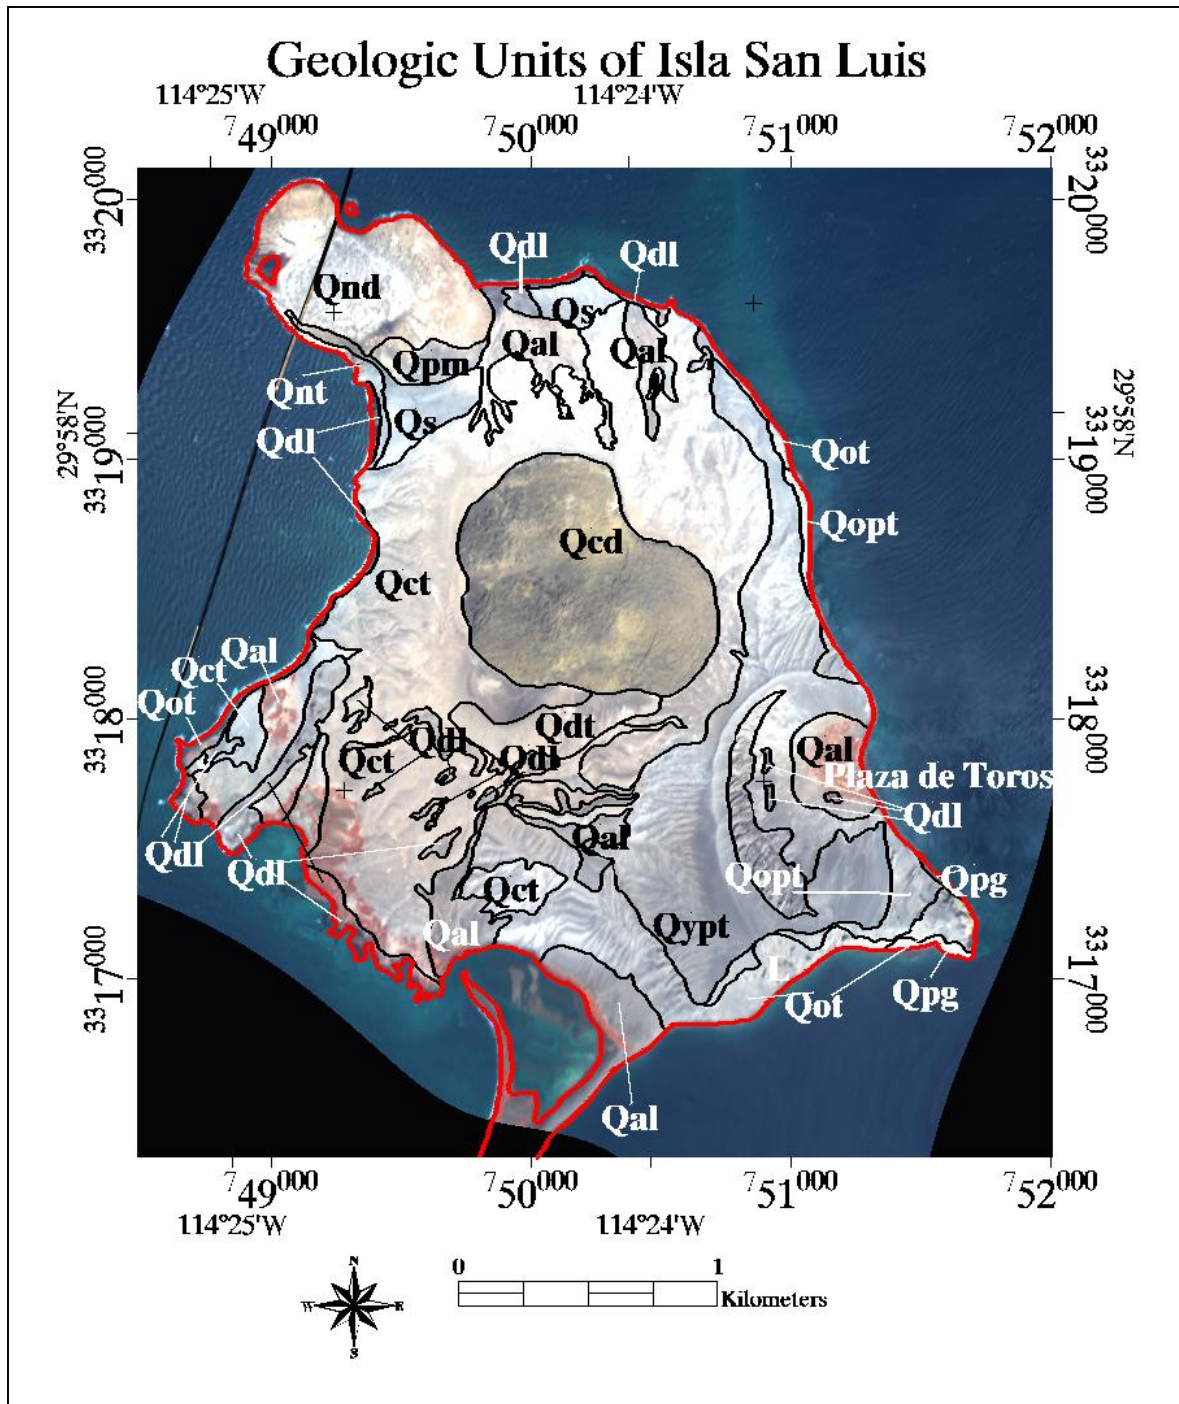 Geologic Units of Isla San Luis
114°25'W 114°24'W
749000 750000 751000 752000
3320000 3320000
Qdl Qdl
Qnd
Qs
Qal Qal
Qpm
Qnt
Qs
Qdl
29°58'N 29°58'N
Qot
3319000 3319000
Qopt
Qcd
Qct
Qal
Qct
Qot
3318000 3318000
Qdl Qdt
Qct Qdl Qal
Plaza de Toros
Qdl
Qal
Qdl
Qdl Qopt Qpg
Qct
Qal Qypt
L
3317000 3317000
Qot Qpg
Qal
749000 750000 751000 752000
114°25'W 114°24'W
N
W E
S
0 1
Kilometers